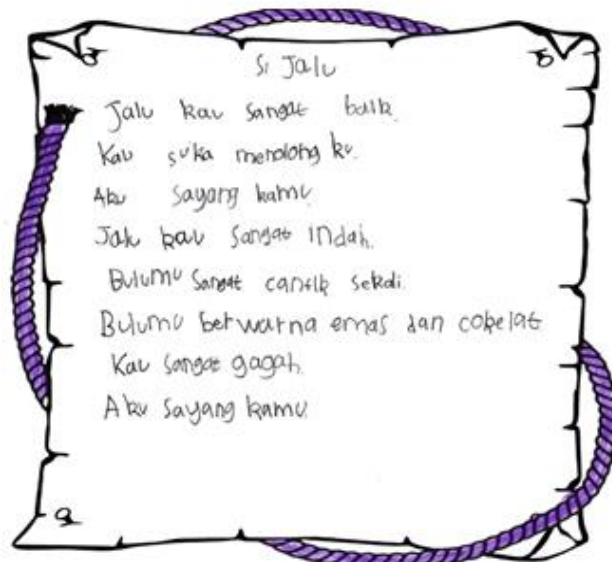 Si Jalu
Jalu kau sangat baik.
Kau suka menolong ku.
Aku sayang kamu.
Jalu kau sangat indah.
Bulumu sangat cantik sekali.
Bulumu berwarna emas dan cokelat
Kau sangat gagah.
Aku sayang kamu.